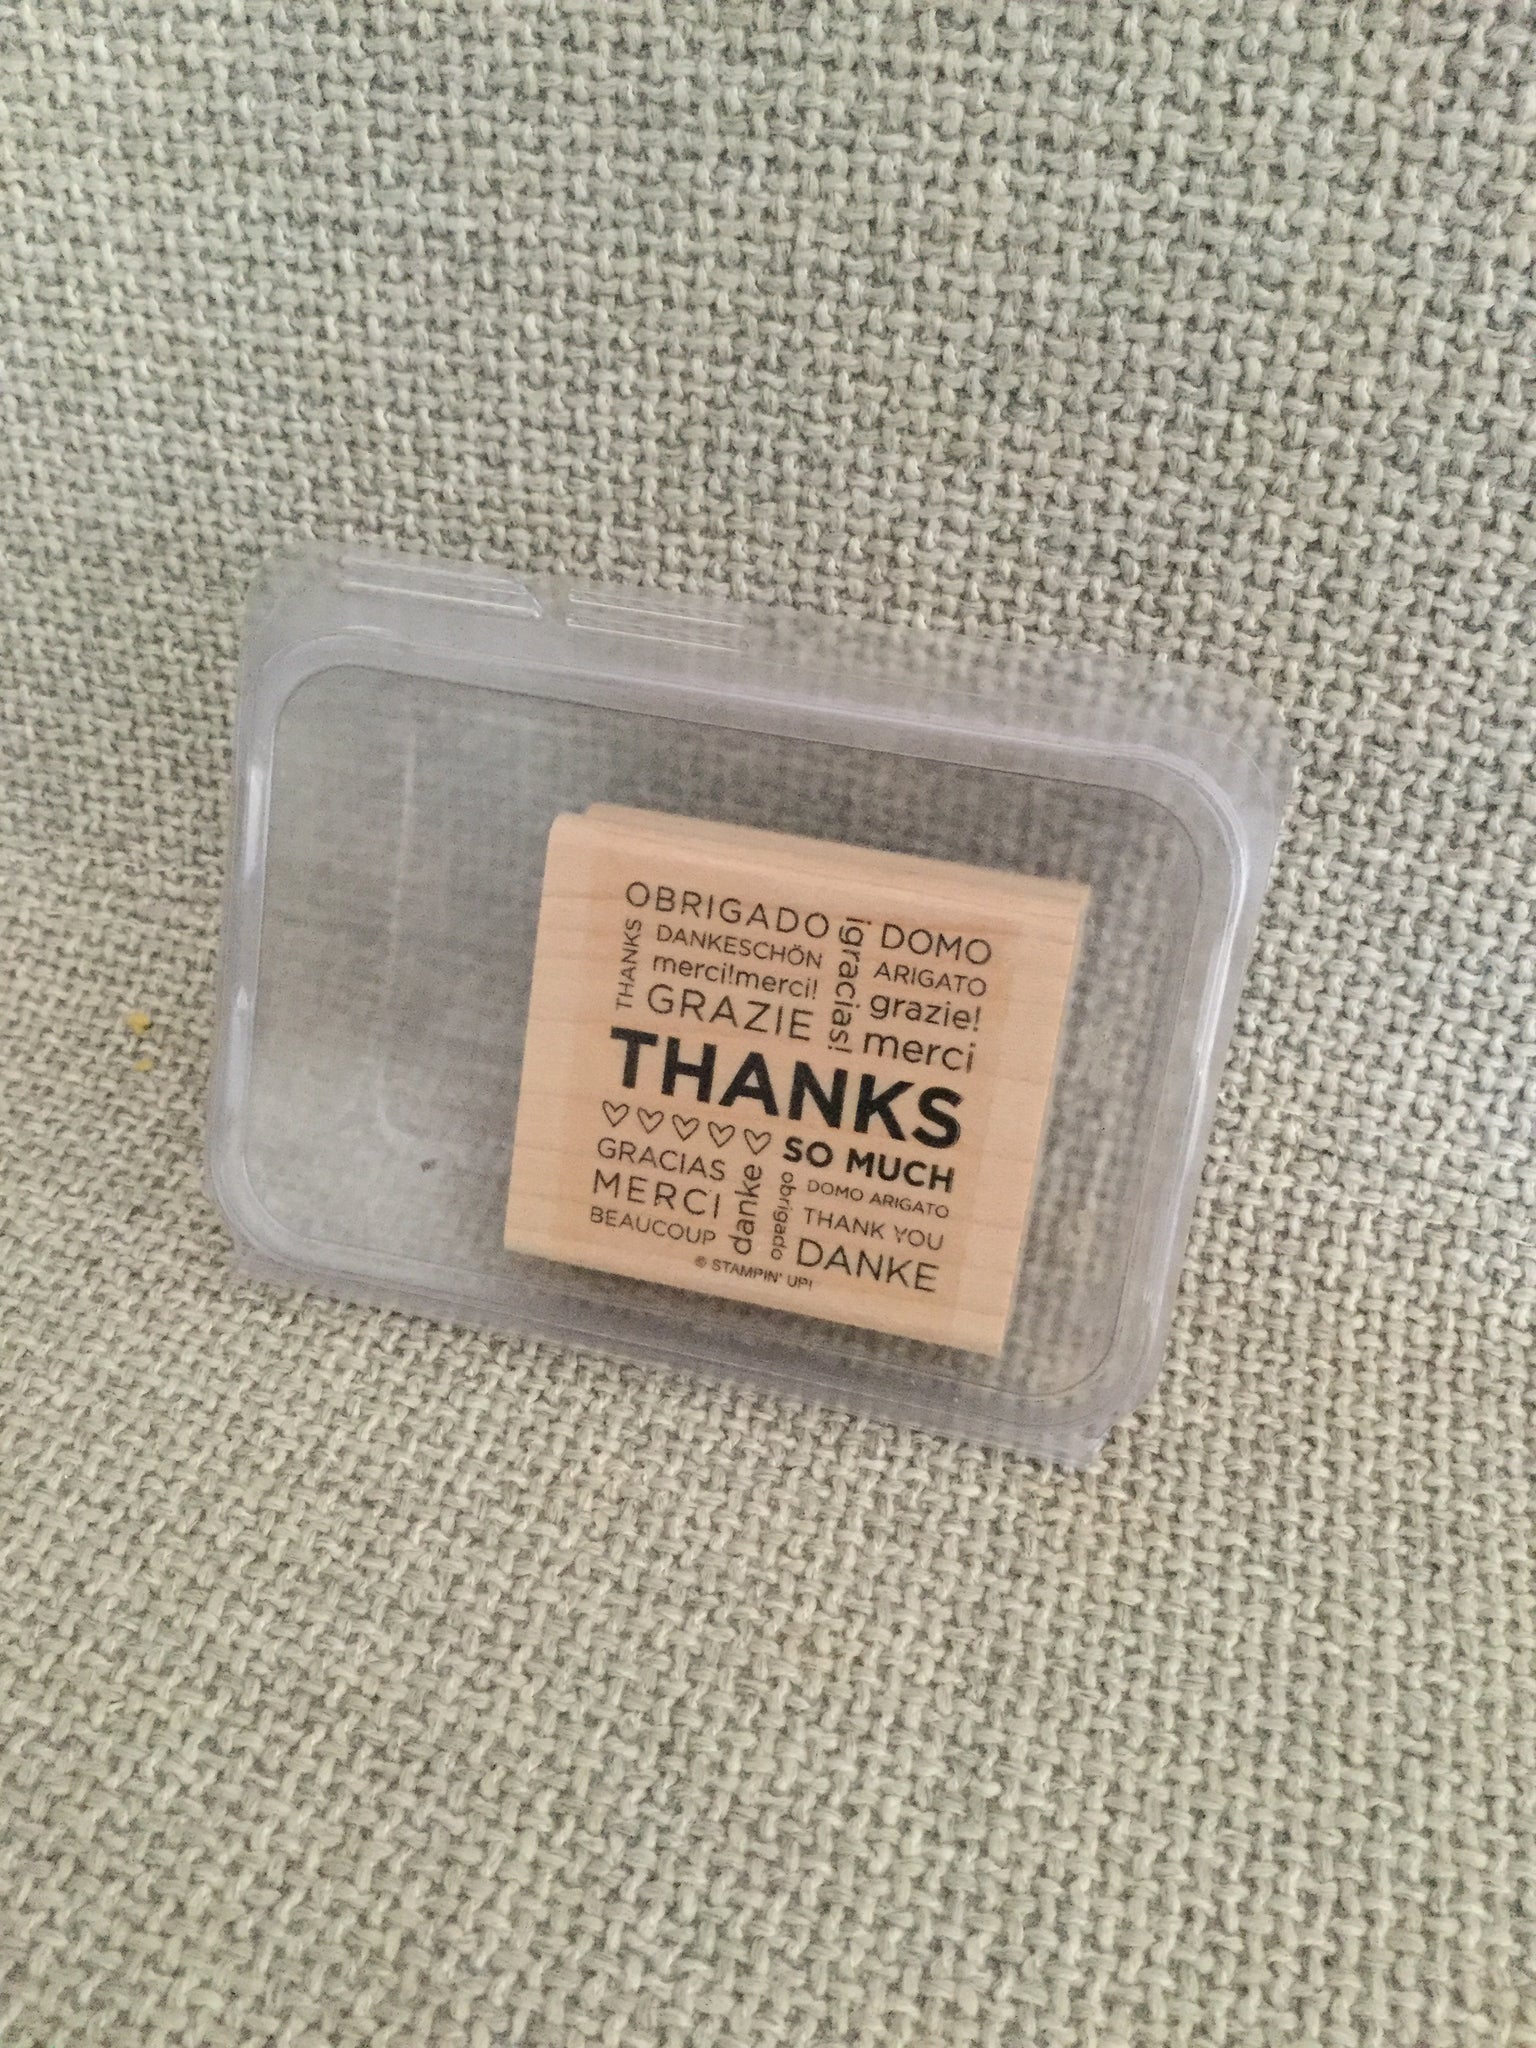 OBRIGADO
THANKS
DANKESCHÖN
merci!merci!
GRAZIE
¡gracias!
DOMO
ARIGATO
grazie!
merci
THANKS
SO MUCH
GRACIAS
MERCI
BEAUCOUP
danke
obrigado
DOMO ARIGATO
THANK YOU
DANKE
© STAMPIN' UP!